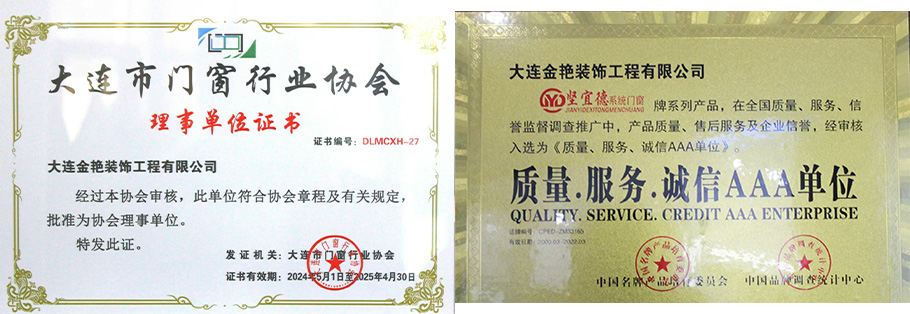 大连市门窗行业协会
理事单位证书
证书编号：DLMCXH-27
大连金艳装饰工程有限公司
经过本协会审核，此单位符合协会章程及有关规定，
批准为协会理事单位。
特发此证。
发证机关：大连市门窗行业协会
证书有效期：2024年5月1日至2025年4月30日
大连金艳装饰工程有限公司
坚宜德系统门窗 牌系列产品，在全国质量、服务、信
JIANYIDEXITONGMENCHUANG
誉监督调查推广中，产品质量、售后服务及企业信誉，经审核
入选为《质量、服务、诚信AAA单位》。
质量.服务.诚信AAA单位
QUALITY. SERVICE. CREDIT AAA ENTERPRISE
证牌编号：
有效日期：
中国名牌产品培育委员会 中国品牌调查统计中心